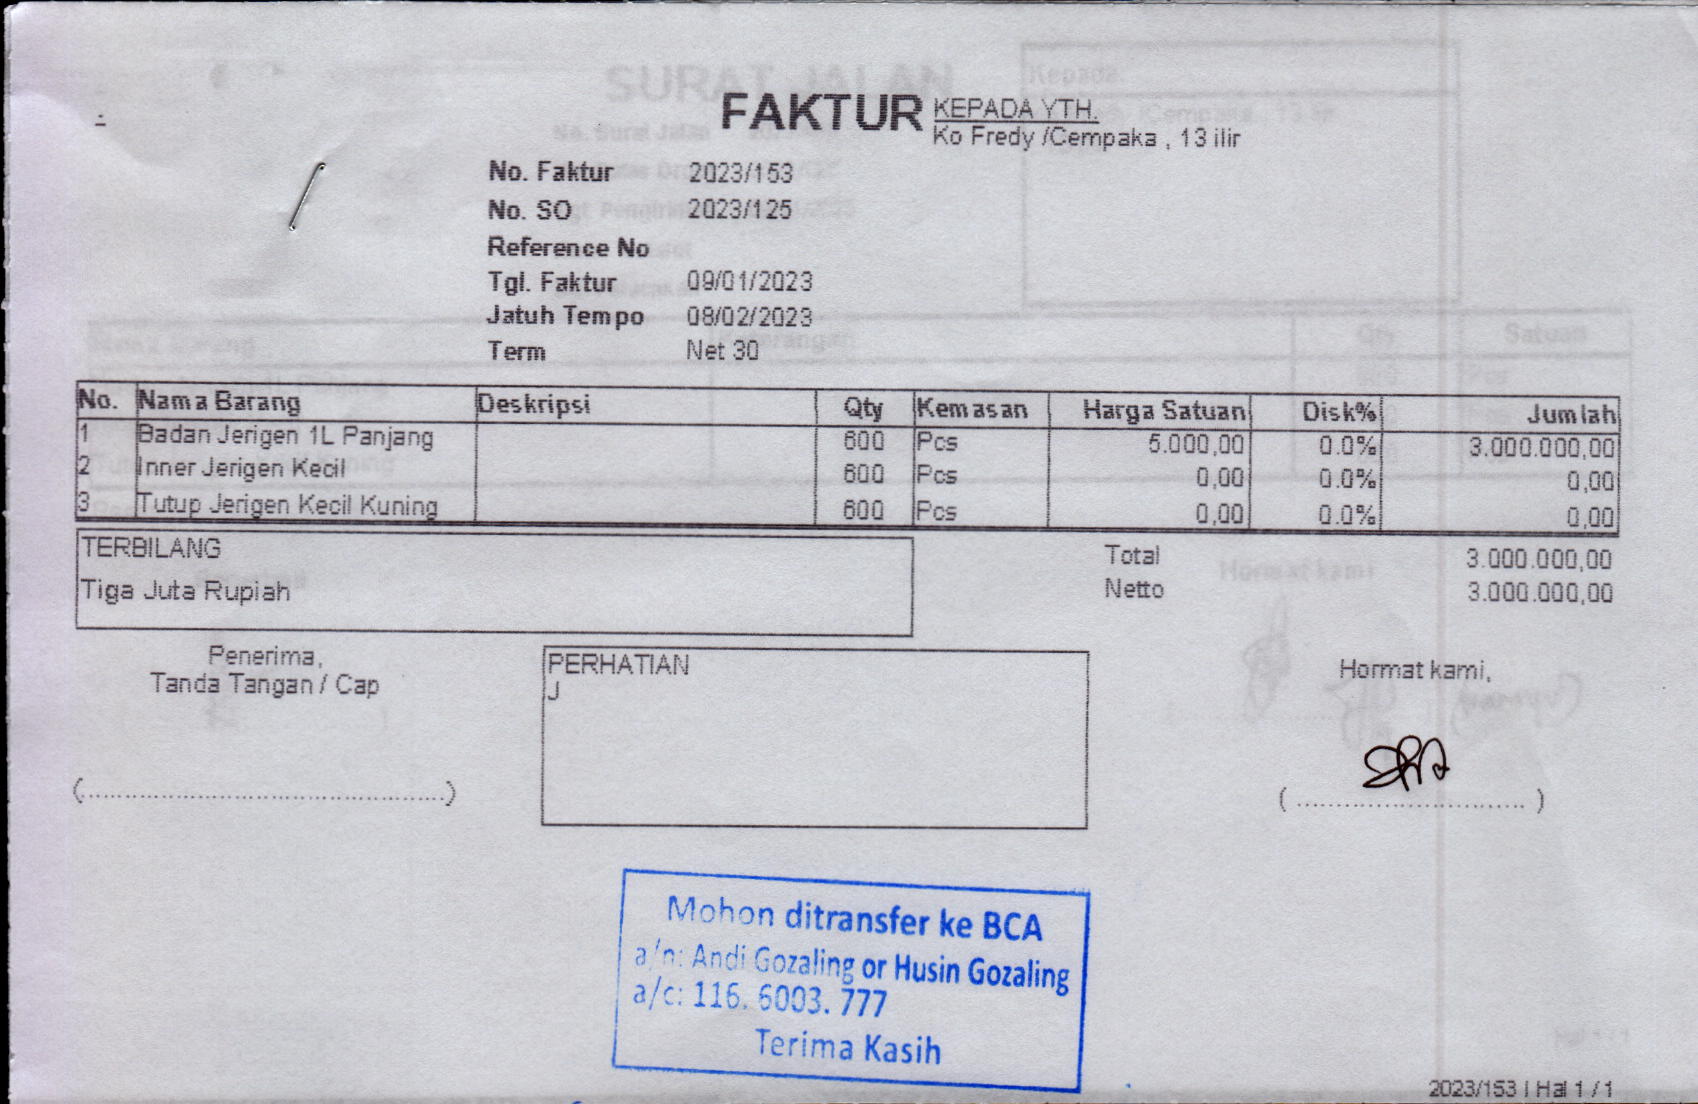 FAKTUR
KEPADA YTH.
Ko Fredy /Cempaka , 13 ilir
No. Faktur 2023/153
No. SO 2023/125
Reference No
Tgl. Faktur 09/01/2023
Jatuh Tempo 08/02/2023
Term Net 30
No. Nama Barang Deskripsi Qty Kemasan Harga Satuan Disk% Jumlah
1 Badan Jerigen 1L Panjang 600 Pcs 5.000,00 0.0% 3.000.000,00
2 Inner Jerigen Kecil 600 Pcs 0,00 0.0% 0,00
3 Tutup Jerigen Kecil Kuning 600 Pcs 0,00 0.0% 0,00
TERBILANG
Tiga Juta Rupiah
Total 3.000.000,00
Netto 3.000.000,00
Penerima,
Tanda Tangan / Cap
(..........................................)
PERHATIAN
J
Hormat kami,
( ............................ )
Mohon ditransfer ke BCA
a/n: Andi Gozaling or Husin Gozaling
a/c: 116. 6003. 777
Terima Kasih
2023/153 | Hal 1 / 1